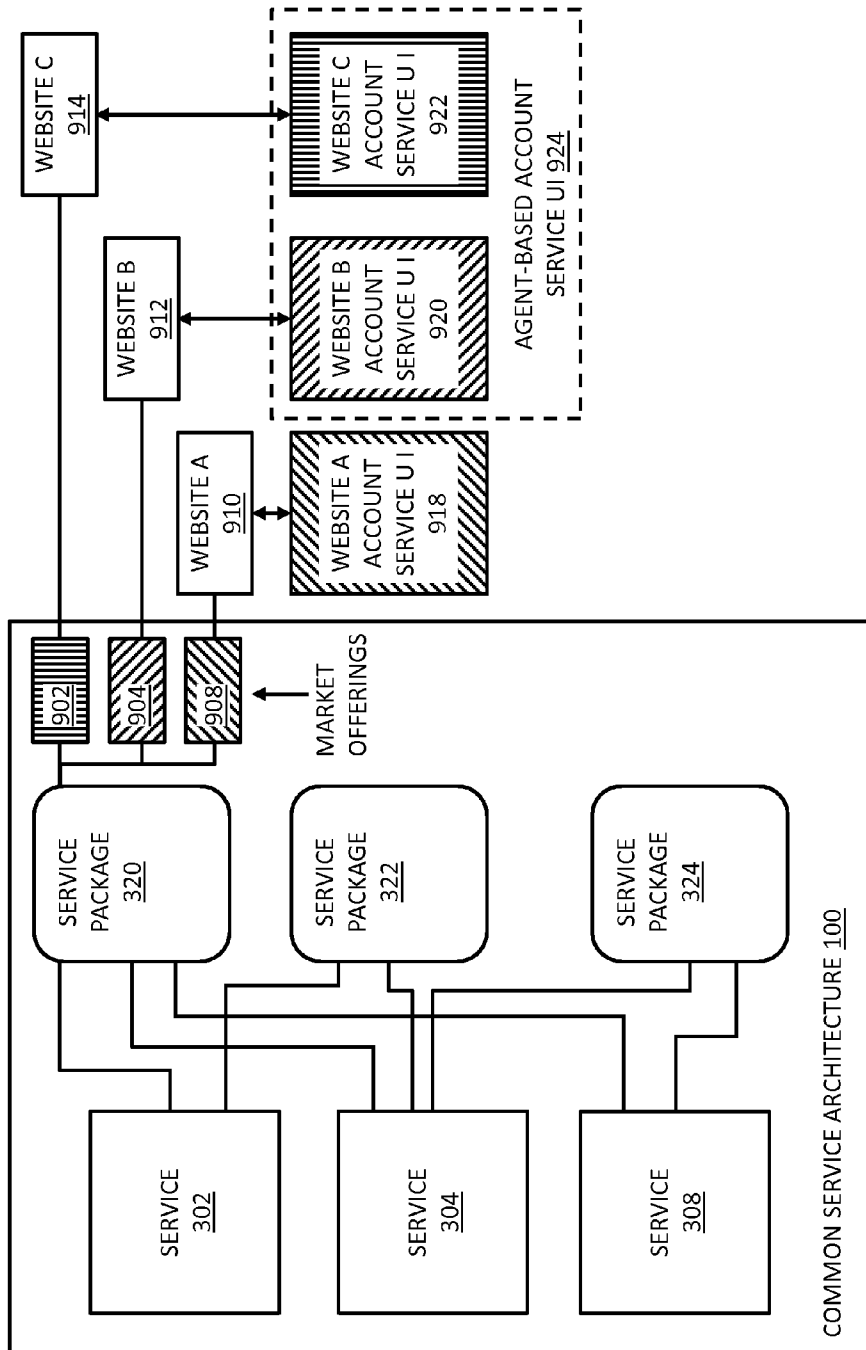 SERVICE
302
SERVICE
304
SERVICE
308
SERVICE
PACKAGE
320
SERVICE
PACKAGE
322
SERVICE
PACKAGE
324
902
904
908
MARKET
OFFERINGS
COMMON SERVICE ARCHITECTURE 100
WEBSITE A
910
WEBSITE B
912
WEBSITE C
914
WEBSITE A
ACCOUNT
SERVICE U I
918
WEBSITE B
ACCOUNT
SERVICE U I
920
WEBSITE C
ACCOUNT
SERVICE U I
922
AGENT-BASED ACCOUNT
SERVICE UI 924